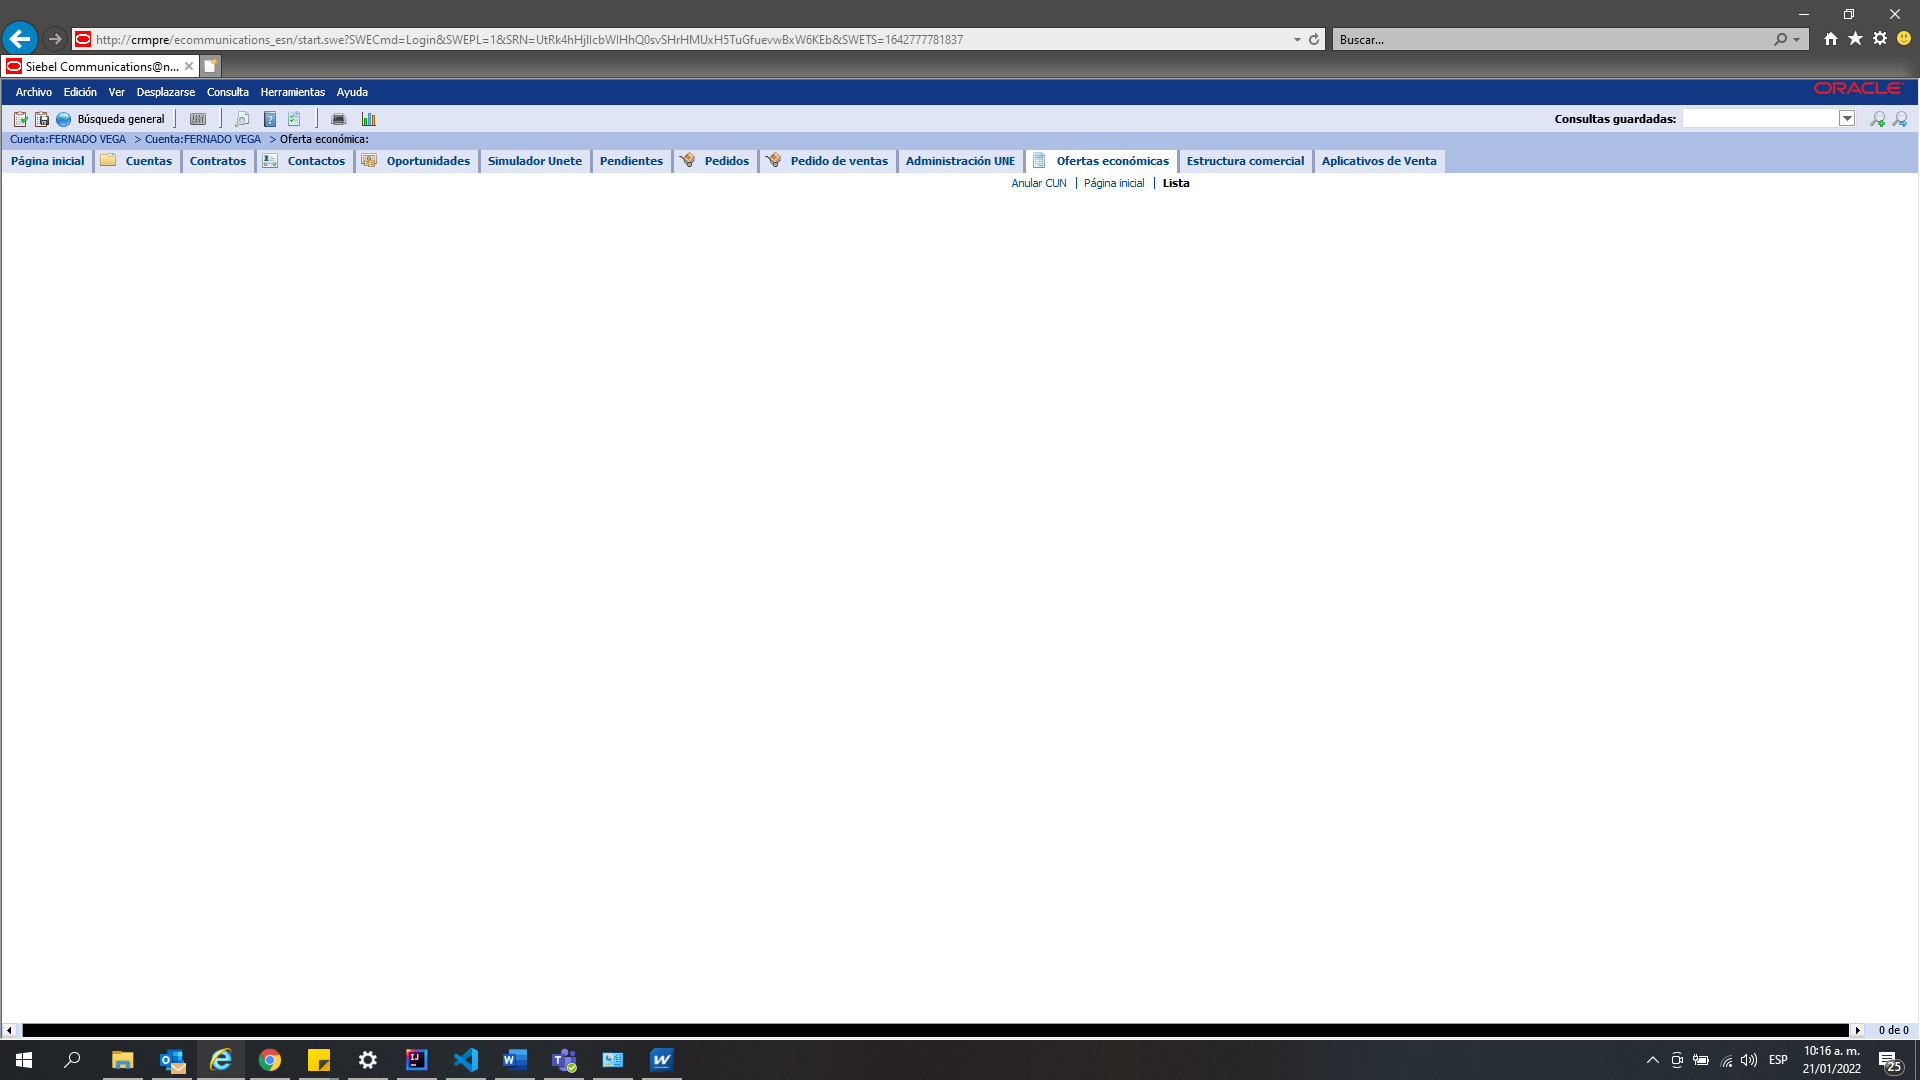 http://crmpre/ecommunications_esn/start.swe?SWECmd=Login&SWEPL=1&SRN=UtRk4hHjlIcbWlHhQ0svSHrHMUxH5TuGfuevwBxW6KEb&SWETS=1642777781837
Buscar...
Siebel Communications@n...
Archivo Edición Ver Desplazarse Consulta Herramientas Ayuda
ORACLE
Búsqueda general
Consultas guardadas:
Cuenta:FERNADO VEGA > Cuenta:FERNADO VEGA > Oferta económica:
Página inicial Cuentas Contratos Contactos Oportunidades Simulador Unete Pendientes Pedidos Pedido de ventas Administración UNE Ofertas económicas Estructura comercial Aplicativos de Venta
Anular CUN | Página inicial | Lista
0 de 0
ESP
10:16 a. m.
21/01/2022
25